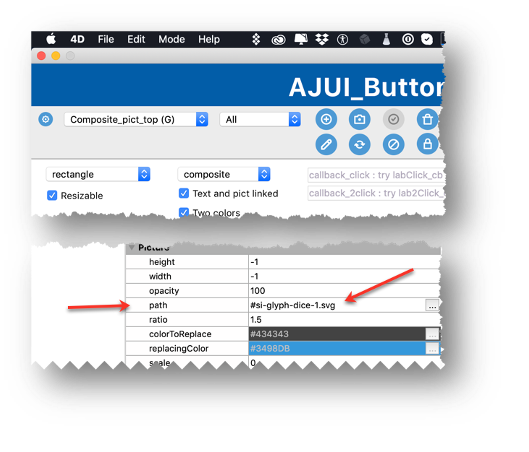 4D File Edit Mode Help
AJUI_Button
Composite_pict_top (G) All
rectangle composite callback_click : try labClick_cb
Resizable Text and pict linked callback_2click : try lab2Click_
Two colors
Picture
height -1
width -1
opacity 100
path #si-glyph-dice-1.svg ...
ratio 1.5
colorToReplace #434343 ...
replacingColor #3498DB ...
scale 0